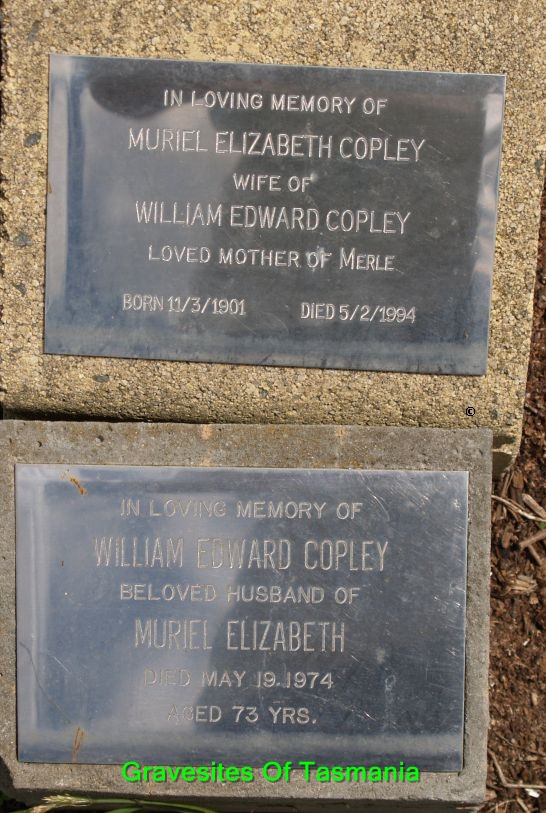 IN LOVING MEMORY OF
MURIEL ELIZABETH COPLEY
WIFE OF
WILLIAM EDWARD COPLEY
LOVED MOTHER OF MERLE
BORN 11/3/1901 DIED 5/2/1994
©
IN LOVING MEMORY OF
WILLIAM EDWARD COPLEY
BELOVED HUSBAND OF
MURIEL ELIZABETH
DIED MAY 19.1974
AGED 73 YRS.
Gravesites Of Tasmania